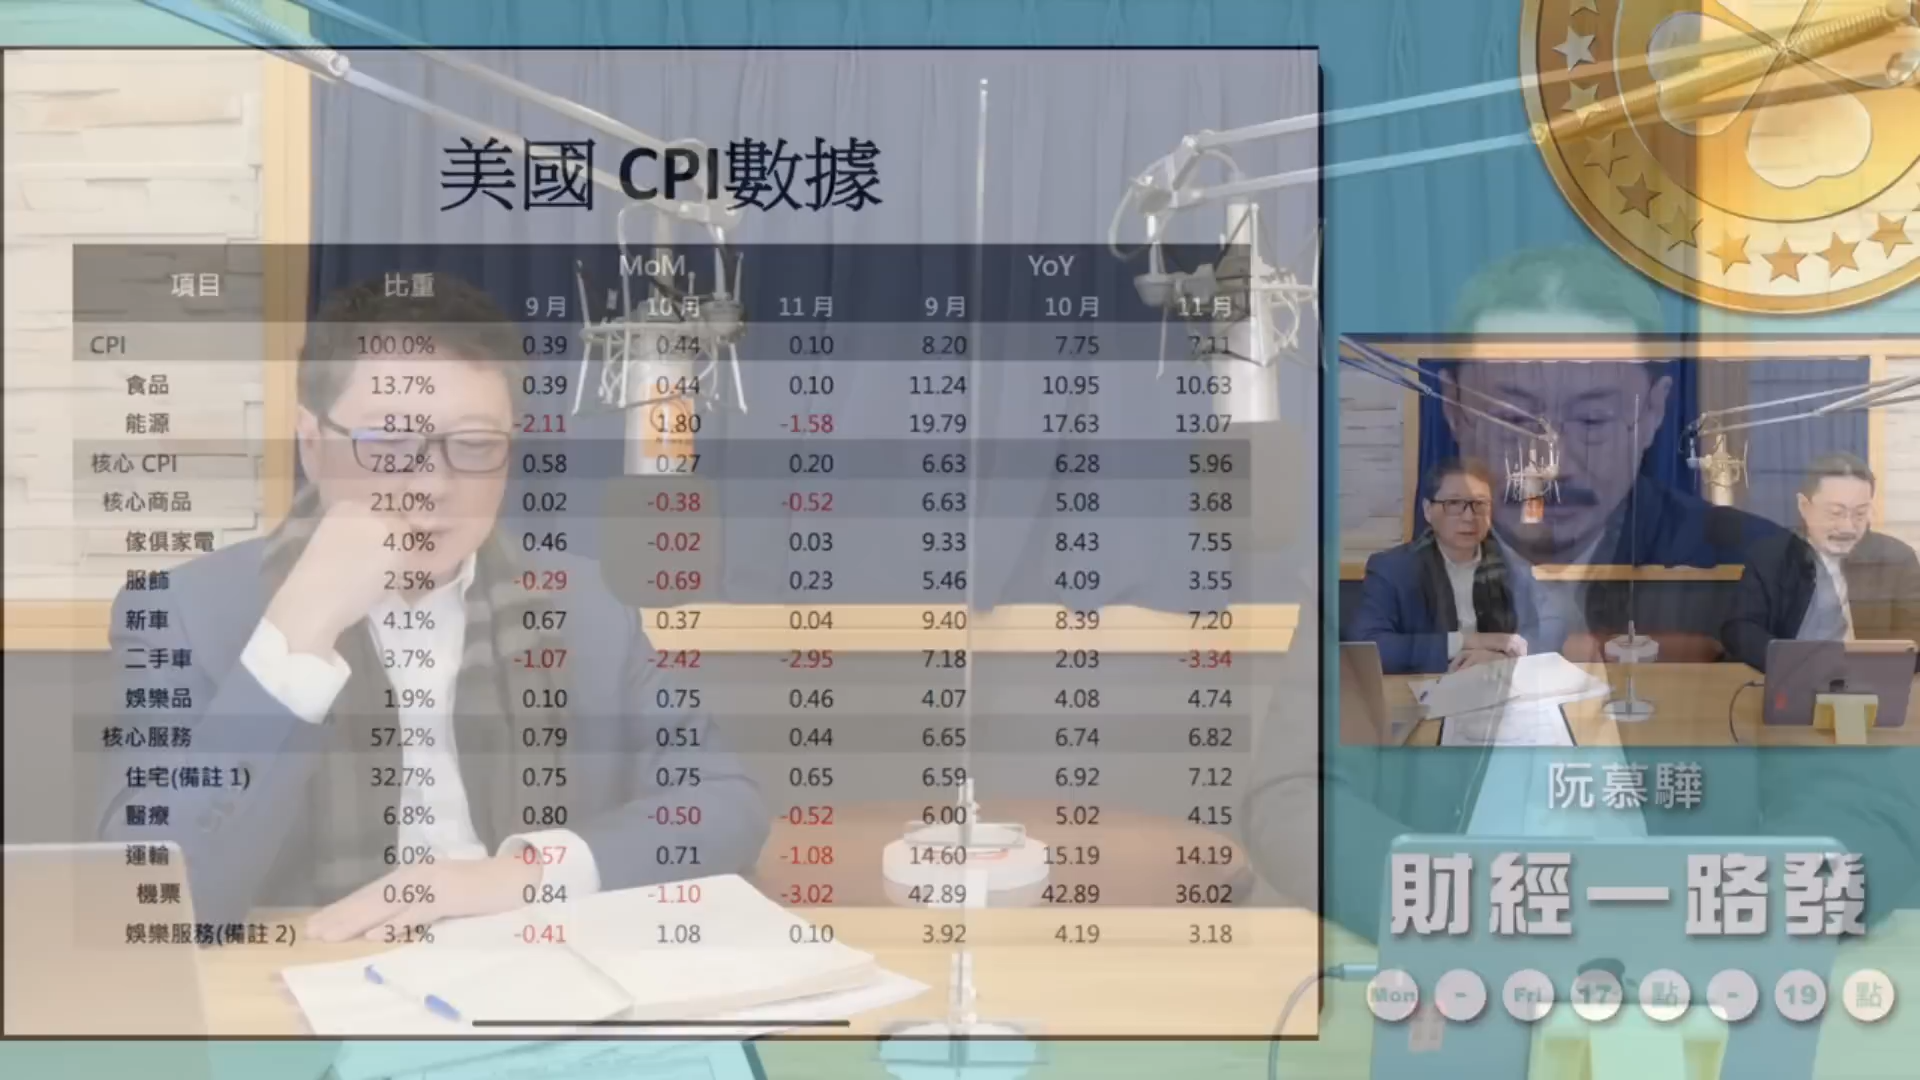 美國 CPI數據
項目 比重 MoM YoY
9 月 10 月 11 月 9 月 10 月 11 月
CPI 100.0% 0.39 0.44 0.10 8.20 7.75 7.11
食品 13.7% 0.39 0.44 0.10 11.24 10.95 10.63
能源 8.1% -2.11 1.80 -1.58 19.79 17.63 13.07
核心 CPI 78.2% 0.58 0.27 0.20 6.63 6.28 5.96
核心商品 21.0% 0.02 -0.38 -0.52 6.63 5.08 3.68
傢俱家電 4.0% 0.46 -0.02 0.03 9.33 8.43 7.55
服飾 2.5% -0.29 -0.69 0.23 5.46 4.09 3.55
新車 4.1% 0.67 0.37 0.04 9.40 8.39 7.20
二手車 3.7% -1.07 -2.42 -2.95 7.18 2.03 -3.34
娛樂品 1.9% 0.10 0.75 0.46 4.07 4.08 4.74
核心服務 57.2% 0.79 0.51 0.44 6.65 6.74 6.82
住宅(備註 1) 32.7% 0.75 0.75 0.65 6.59 6.92 7.12
醫療 6.8% 0.80 -0.50 -0.52 6.00 5.02 4.15
運輸 6.0% -0.57 0.71 -1.08 14.60 15.19 14.19
機票 0.6% 0.84 -1.10 -3.02 42.89 42.89 36.02
娛樂服務(備註 2) 3.1% -0.41 1.08 0.10 3.92 4.19 3.18
阮慕驊
財經一路發
Mon - Fri 17 點 - 19 點